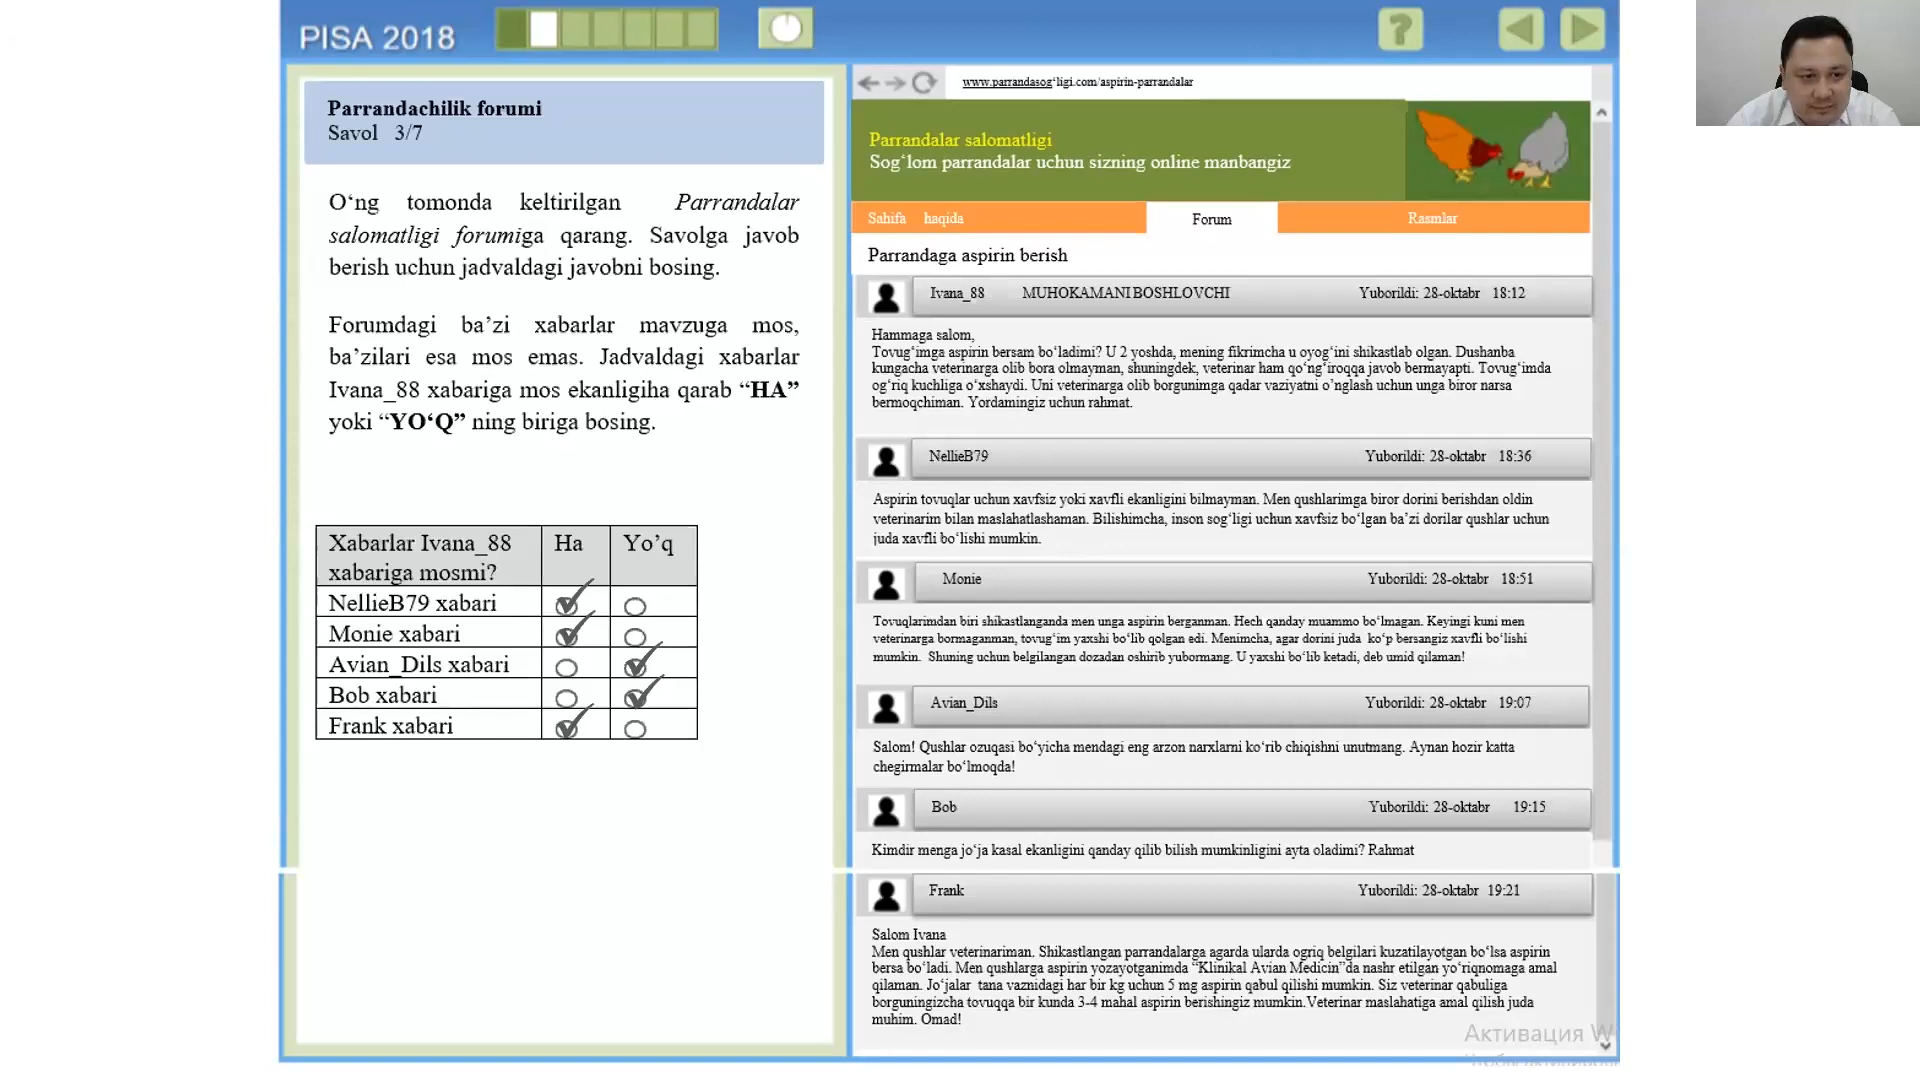 PISA 2018
Parrandachilik forumi
Savol 3/7
O‘ng tomonda keltirilgan Parrandalar
salomatligi forumiga qarang. Savolga javob
berish uchun jadvaldagi javobni bosing.
Forumdagi ba’zi xabarlar mavzuga mos,
ba’zilari esa mos emas. Jadvaldagi xabarlar
Ivana_88 xabariga mos ekanligiha qarab “HA”
yoki “YO‘Q” ning biriga bosing.
Xabarlar Ivana_88 Ha Yo’q
xabariga mosmi?
NellieB79 xabari
Monie xabari
Avian_Dils xabari
Bob xabari
Frank xabari
www.parrandasog‘ligi.com/aspirin-parrandalar
Parrandalar salomatligi
Sog‘lom parrandalar uchun sizning online manbangiz
Sahifa haqida Forum Rasmlar
Parrandaga aspirin berish
Ivana_88 MUHOKAMANI BOSHLOVCHI Yuborildi: 28-oktabr 18:12
Hammaga salom,
Tovug‘imga aspirin bersam bo‘ladimi? U 2 yoshda, mening fikrimcha u oyog‘ini shikastlab olgan. Dushanba
kungacha veterinarga olib bora olmayman, shuningdek, veterinar ham qo‘ng‘iroqqa javob bermayapti. Tovug‘imda
og‘riq kuchliga o‘xshaydi. Uni veterinarga olib borgunimga qadar vaziyatni o’nglash uchun unga biror narsa
bermoqchiman. Yordamingiz uchun rahmat.
NellieB79 Yuborildi: 28-oktabr 18:36
Aspirin tovuqlar uchun xavfsiz yoki xavfli ekanligini bilmayman. Men qushlarimga biror dorini berishdan oldin
veterinarim bilan maslahatlashaman. Bilishimcha, inson sog‘ligi uchun xavfsiz bo‘lgan ba’zi dorilar qushlar uchun
juda xavfli bo‘lishi mumkin.
Monie Yuborildi: 28-oktabr 18:51
Tovuqlarimdan biri shikastlanganda men unga aspirin berganman. Hech qanday muammo bo‘lmagan. Keyingi kuni men
veterinarga bormaganman, tovug‘im yaxshi bo‘lib qolgan edi. Menimcha, agar dorini juda ko‘p bersangiz xavfli bo‘lishi
mumkin. Shuning uchun belgilangan dozadan oshirib yubormang. U yaxshi bo‘lib ketadi, deb umid qilaman!
Avian_Dils Yuborildi: 28-oktabr 19:07
Salom! Qushlar ozuqasi bo‘yicha mendagi eng arzon narxlarni ko‘rib chiqishni unutmang. Aynan hozir katta
chegirmalar bo‘lmoqda!
Bob Yuborildi: 28-oktabr 19:15
Kimdir menga jo‘ja kasal ekanligini qanday qilib bilish mumkinligini ayta oladimi? Rahmat
Frank Yuborildi: 28-oktabr 19:21
Salom Ivana
Men qushlar veterinariman. Shikastlangan parrandalarga agarda ularda ogriq belgilari kuzatilayotgan bo‘lsa aspirin
bersa bo‘ladi. Men qushlarga aspirin yozayotganimda “Klinikal Avian Medicin”da nashr etilgan yo‘riqnomaga amal
qilaman. Jo‘jalar tana vaznidagi har bir kg uchun 5 mg aspirin qabul qilishi mumkin. Siz veterinar qabuliga
borguningizcha tovuqqa bir kunda 3-4 mahal aspirin berishingiz mumkin.Veterinar maslahatiga amal qilish juda
muhim. Omad!
Активация W